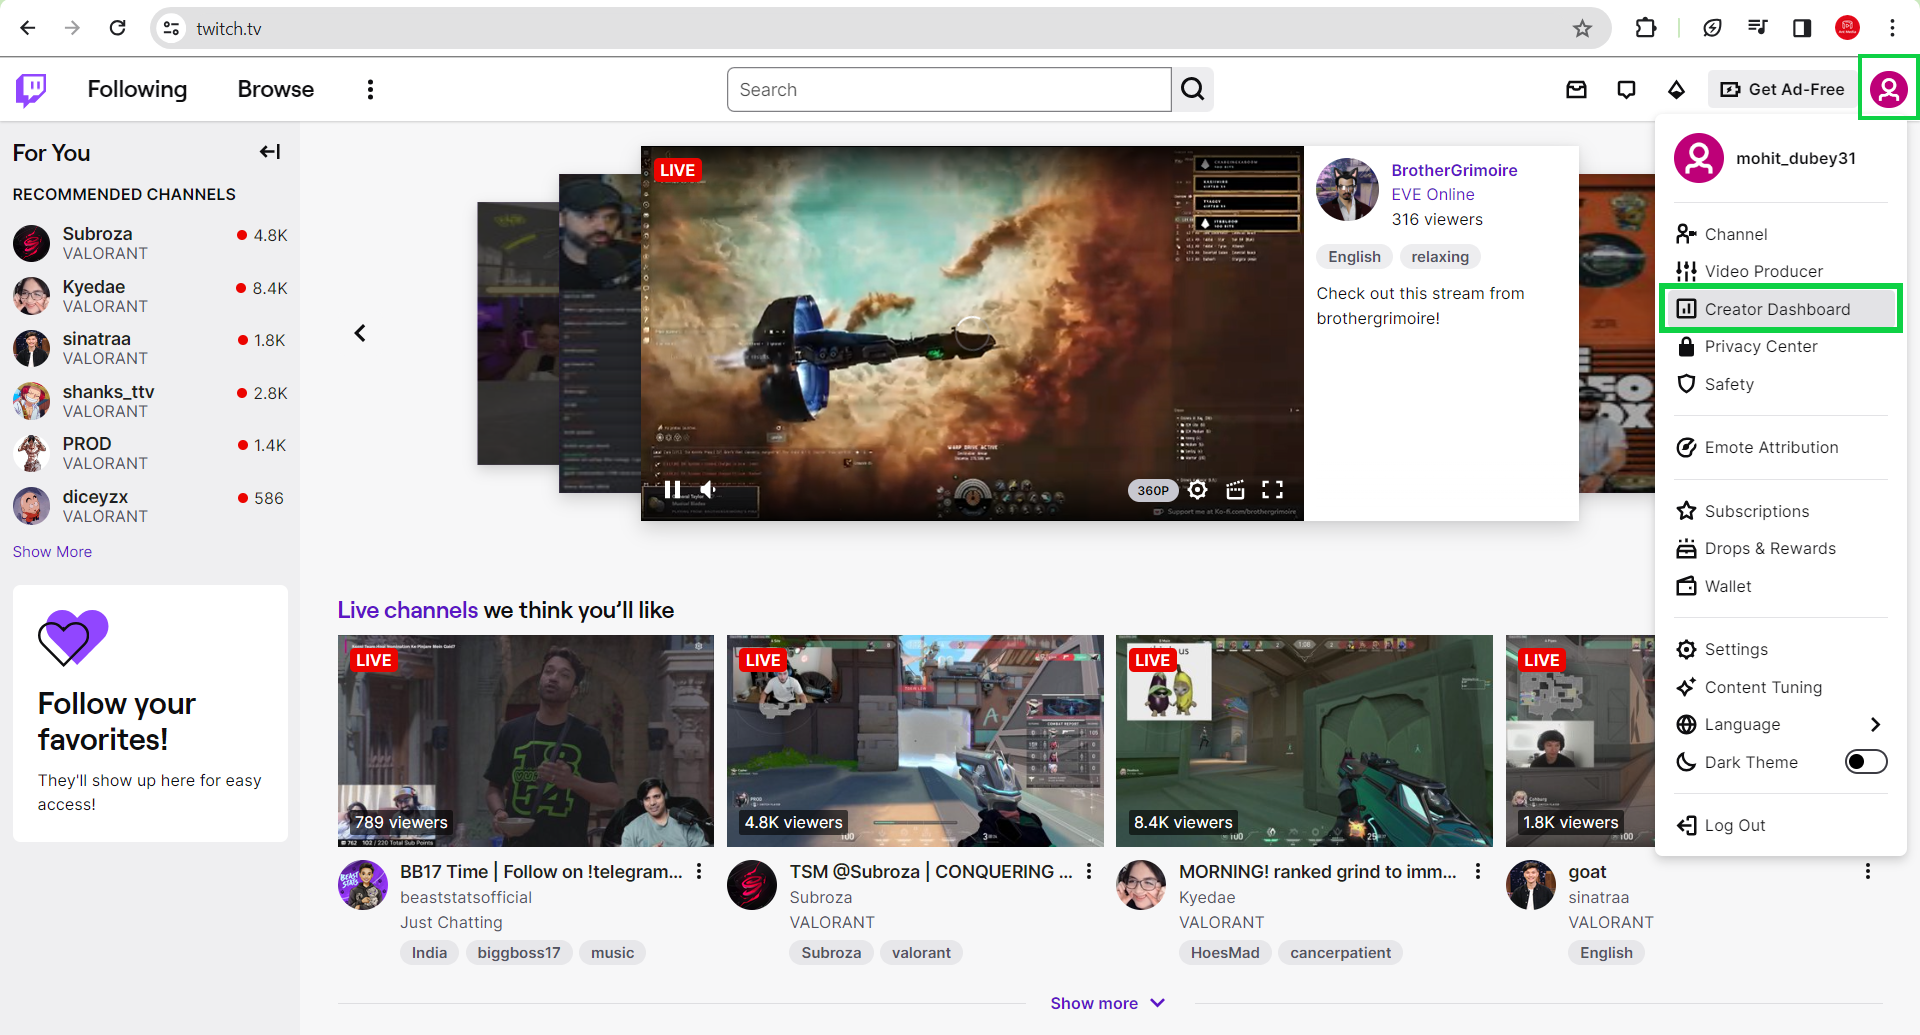 twitch.tv
Following
Browse
Search
Get Ad-Free
For You
RECOMMENDED CHANNELS
Subroza
4.8K
VALORANT
Kyedae
8.4K
VALORANT
sinatraa
1.8K
VALORANT
shanks_ttv
2.8K
VALORANT
PROD
1.4K
VALORANT
diceyzx
586
VALORANT
Show More
Follow your
favorites!
They'll show up here for easy
access!
LIVE
360P
Support me at Ko-fi.com/brothergrimoire
BrotherGrimoire
EVE Online
316 viewers
English
relaxing
Check out this stream from
brothergrimoire!
mohit_dubey31
Channel
Video Producer
Creator Dashboard
Privacy Center
Safety
Emote Attribution
Subscriptions
Drops & Rewards
Wallet
Settings
Content Tuning
Language
Dark Theme
Log Out
Live channels we think you’ll like
LIVE
789 viewers
BB17 Time | Follow on !telegram...
beaststatsofficial
Just Chatting
India
biggboss17
music
LIVE
4.8K viewers
TSM @Subroza | CONQUERING ...
Subroza
VALORANT
Subroza
valorant
LIVE
8.4K viewers
MORNING! ranked grind to imm...
Kyedae
VALORANT
HoesMad
cancerpatient
LIVE
1.8K viewers
goat
sinatraa
VALORANT
English
Show more